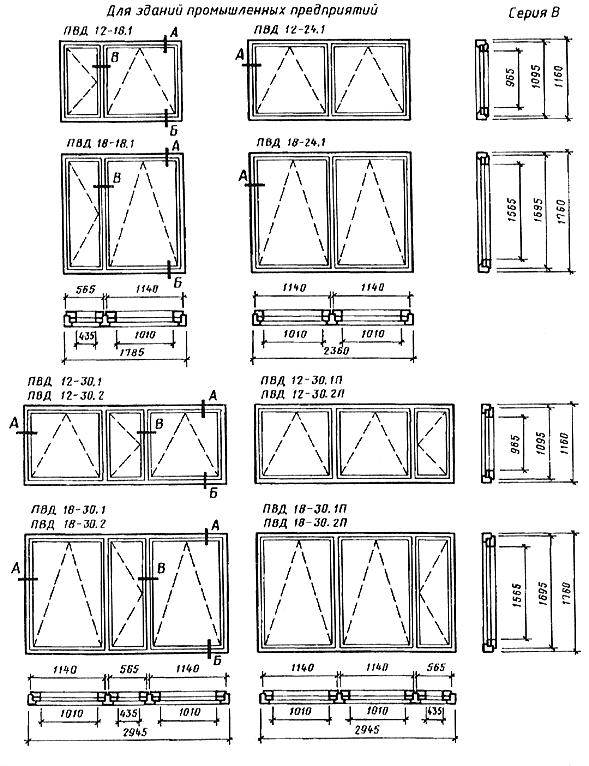 Для зданий промышленных предприятий
Серия В
ПВД 12-18.1
А
В
Б
ПВД 12-24.1
А
965
1095
1160
ПВД 18-18.1
А
В
Б
ПВД 18-24.1
А
1565
1695
1760
565 1140
435 1010
1785
1140 1140
1010 1010
2360
ПВД 12-30.1
ПВД 12-30.2
А
А
В
Б
ПВД 12-30.1П
ПВД 12-30.2П
965
1095
1160
ПВД 18-30.1
ПВД 18-30.2
А
А
В
Б
ПВД 18-30.1П
ПВД 18-30.2П
1565
1695
1760
1140 565 1140
1010 435 1010
2945
1140 1140 565
1010 1010 435
2945